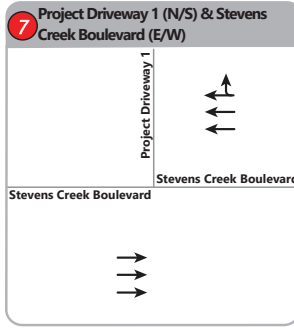 7
Project Driveway 1 (N/S) & Stevens
Creek Boulevard (E/W)
Project Driveway 1
Stevens Creek Boulevard
Stevens Creek Boulevard